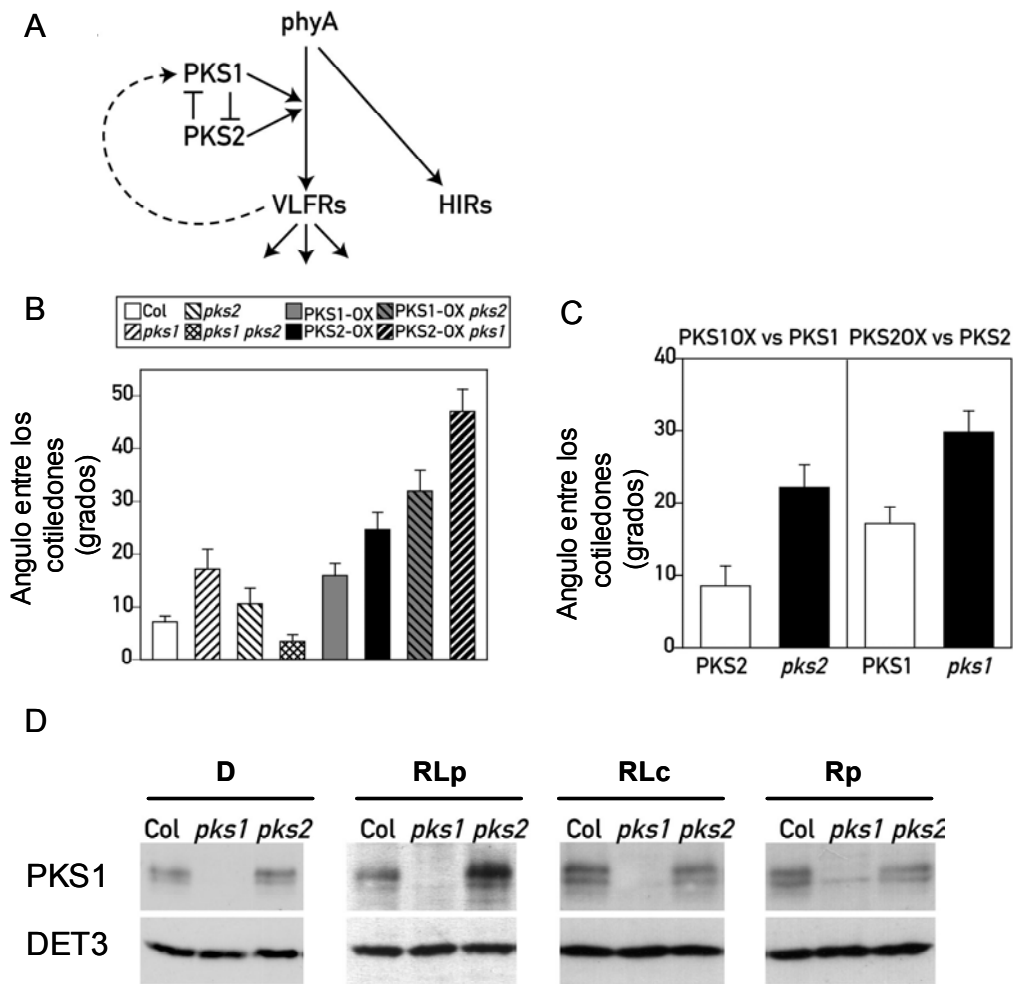 A
phyA
PKS1
PKS2
VLFRs
HIRs
B
Col pks2 PKS1-OX PKS1-OX pks2
pks1 pks1 pks2 PKS2-OX PKS2-OX pks1
50
40
30
20
10
0
Angulo entre los
cotiledones
(grados)
C
PKS1OX vs PKS1 PKS2OX vs PKS2
40
30
20
10
0
Angulo entre los
cotiledones
(grados)
PKS2 pks2 PKS1 pks1
D
D RLp RLc Rp
Col pks1 pks2 Col pks1 pks2 Col pks1 pks2 Col pks1 pks2
PKS1
DET3